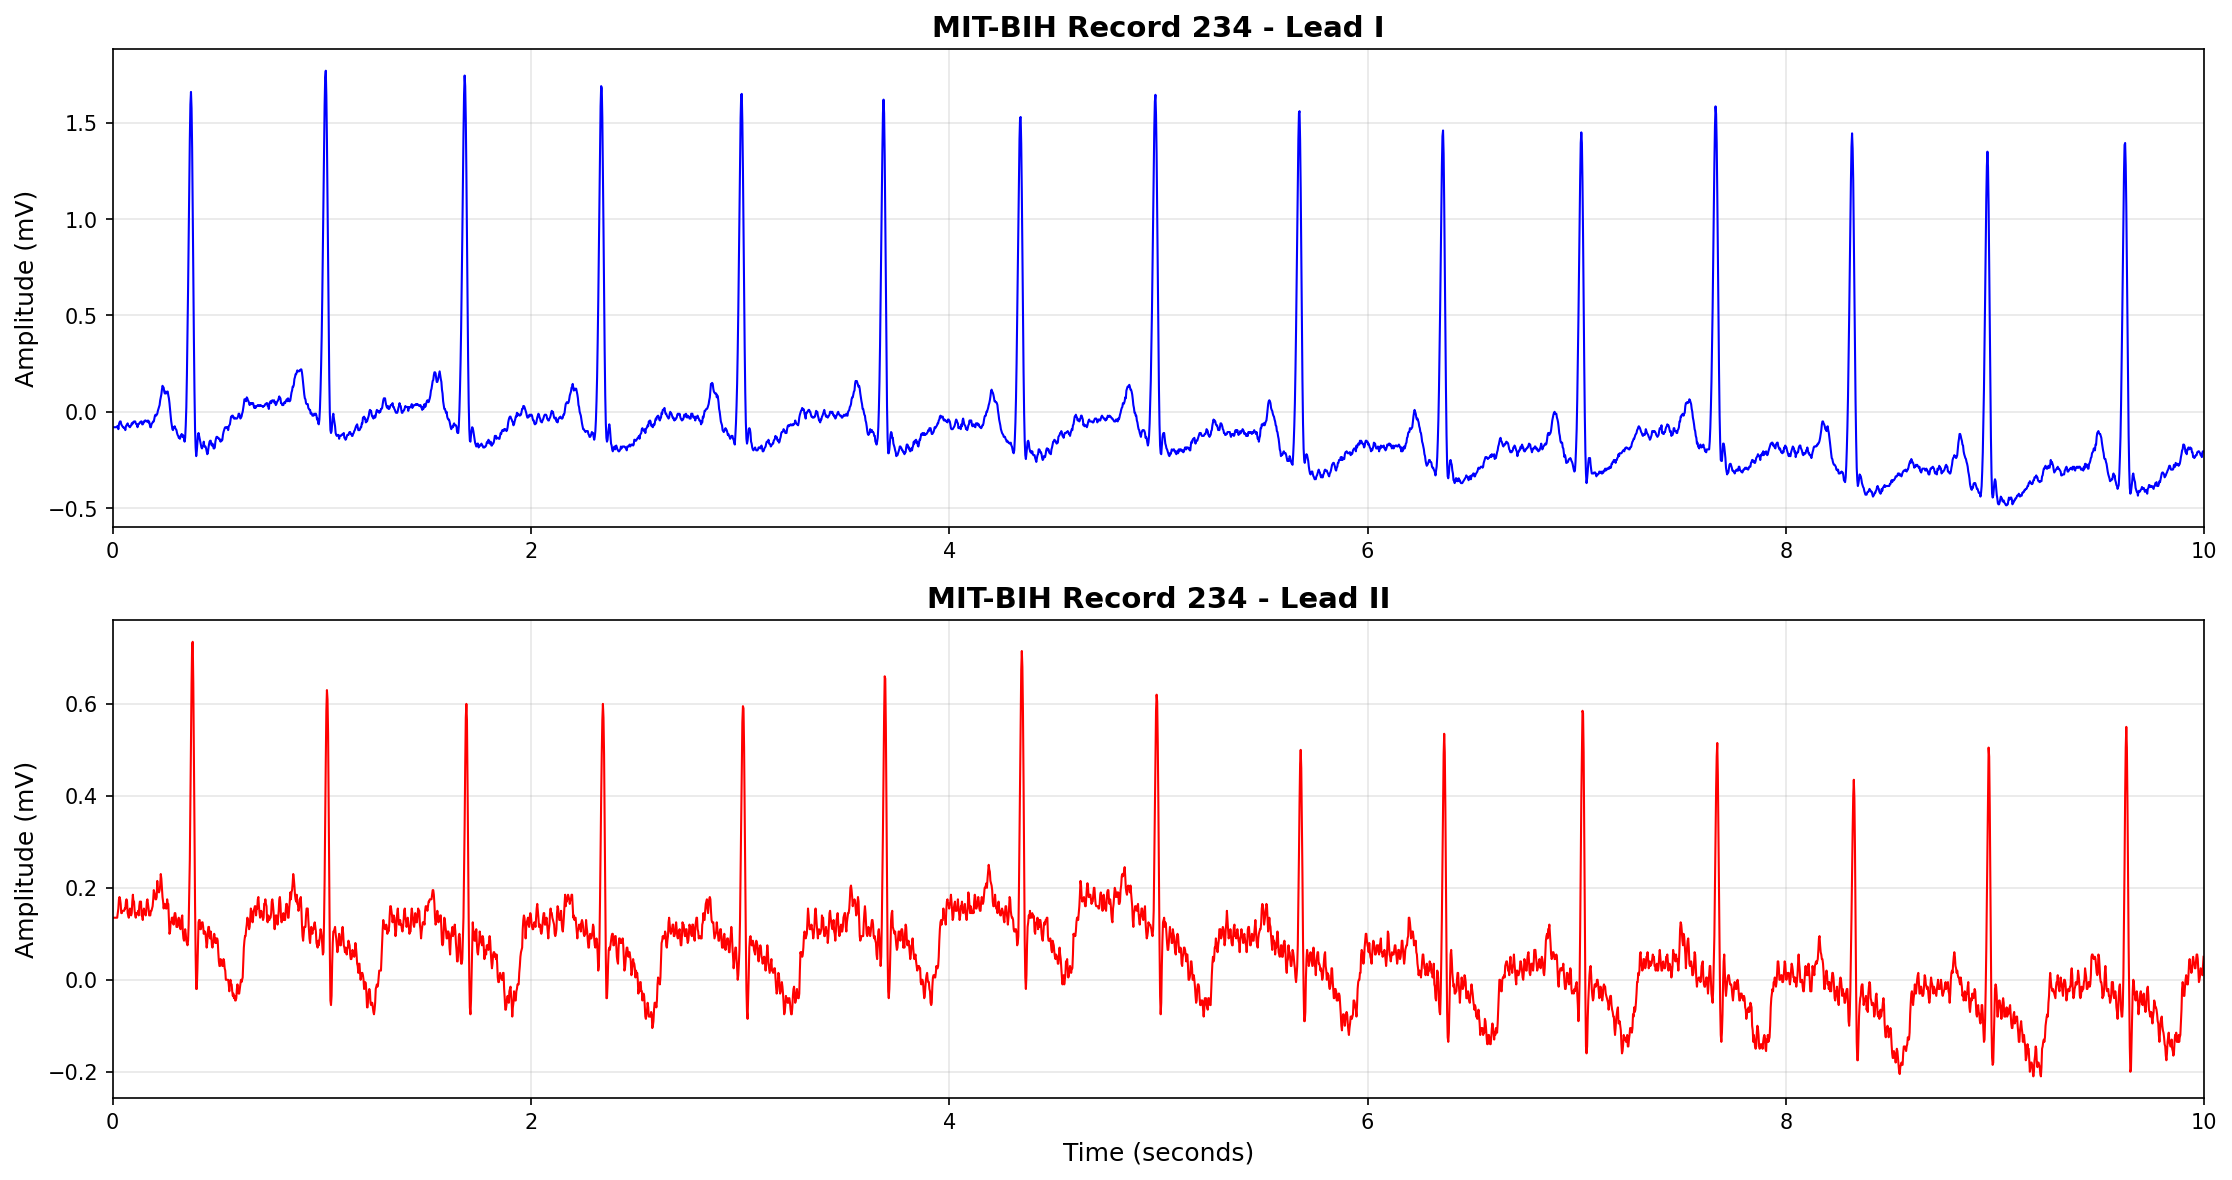 MIT-BIH Record 234 - Lead I
Amplitude (mV)
1.5
1.0
0.5
0.0
−0.5
0 2 4 6 8 10
MIT-BIH Record 234 - Lead II
Amplitude (mV)
0.6
0.4
0.2
0.0
−0.2
0 2 4 6 8 10
Time (seconds)